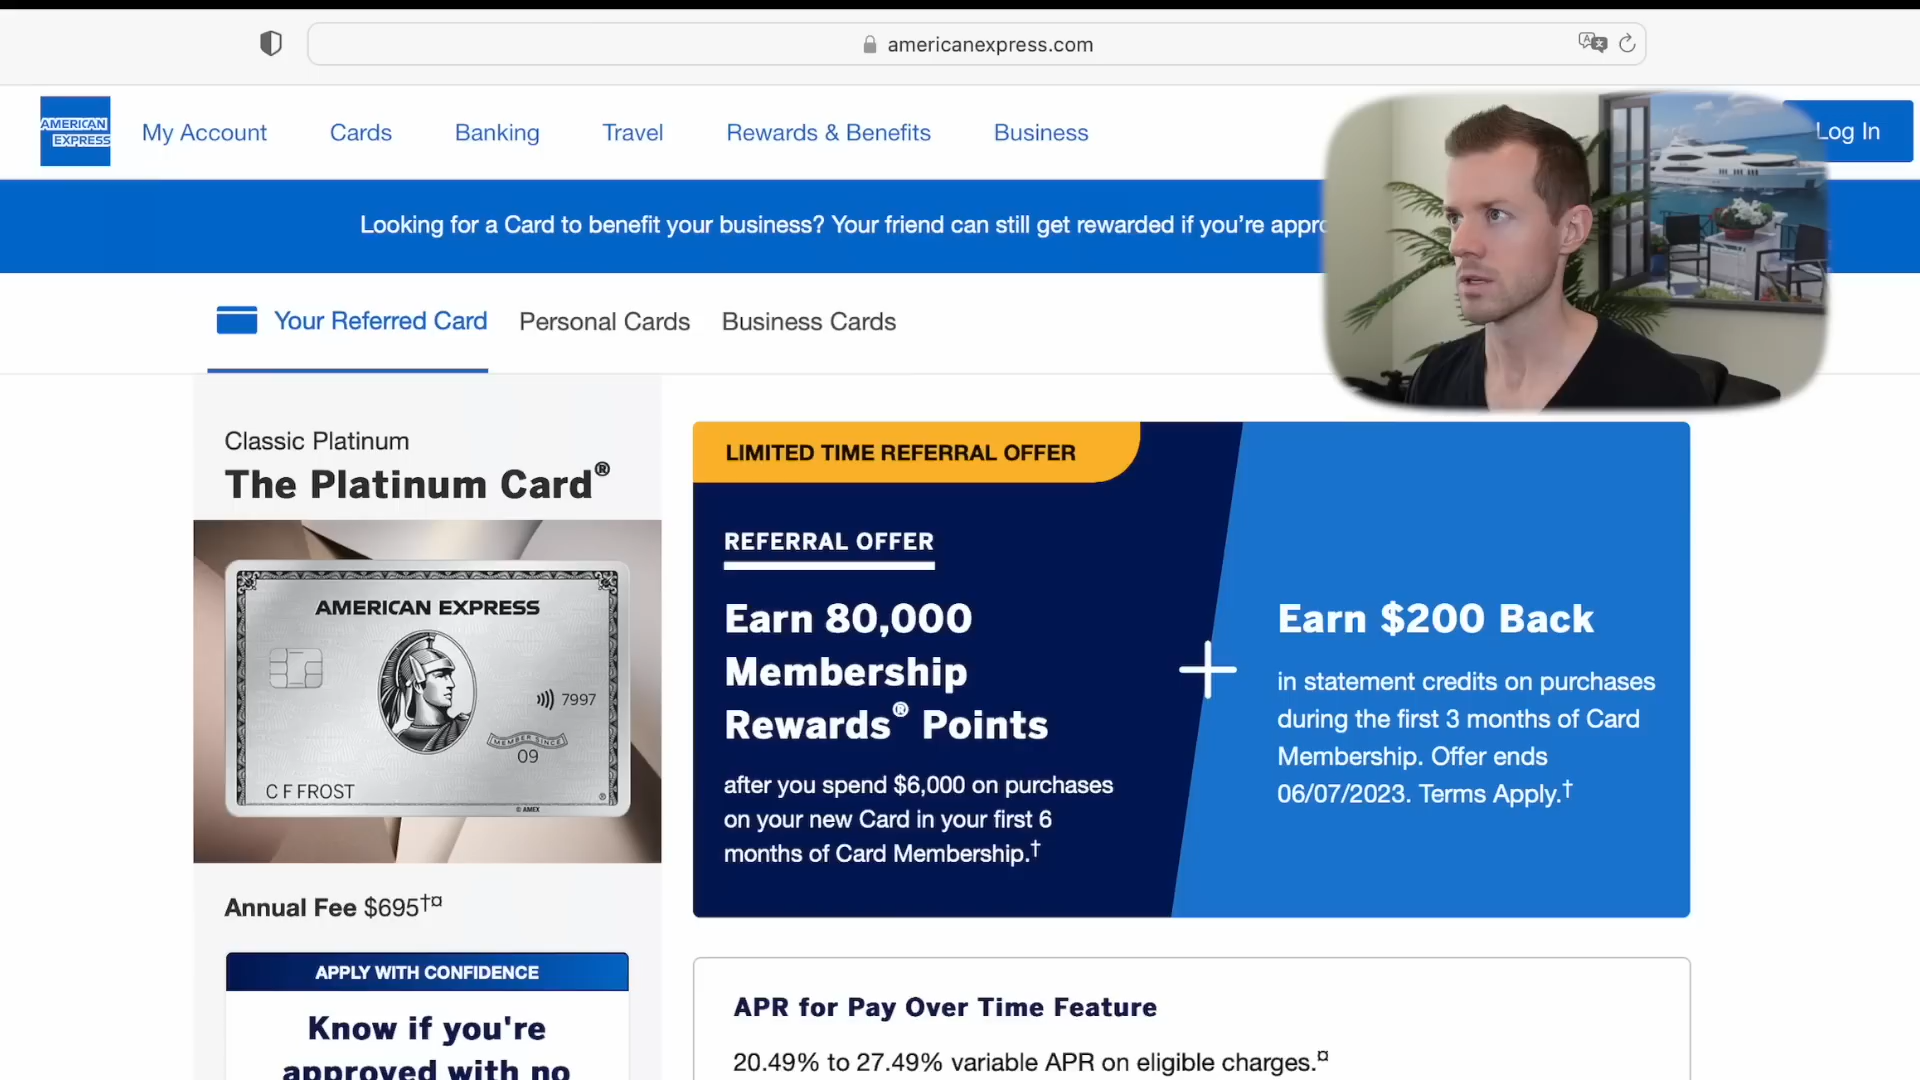 americanexpress.com
AMERICAN
EXPRESS
My Account
Cards
Banking
Travel
Rewards & Benefits
Business
Log In
Looking for a Card to benefit your business? Your friend can still get rewarded if you're
Your Referred Card
Personal Cards
Business Cards
Classic Platinum
The Platinum Card®
AMERICAN EXPRESS
7997
MEMBER SINCE
09
C F FROST
®
© AMEX
Annual Fee $695†¤
APPLY WITH CONFIDENCE
Know if you're
approved with no
LIMITED TIME REFERRAL OFFER
REFERRAL OFFER
Earn 80,000
Membership
Rewards® Points
after you spend $6,000 on purchases
on your new Card in your first 6
months of Card Membership.†
+
Earn $200 Back
in statement credits on purchases
during the first 3 months of Card
Membership. Offer ends
06/07/2023. Terms Apply.†
APR for Pay Over Time Feature
20.49% to 27.49% variable APR on eligible charges.¤